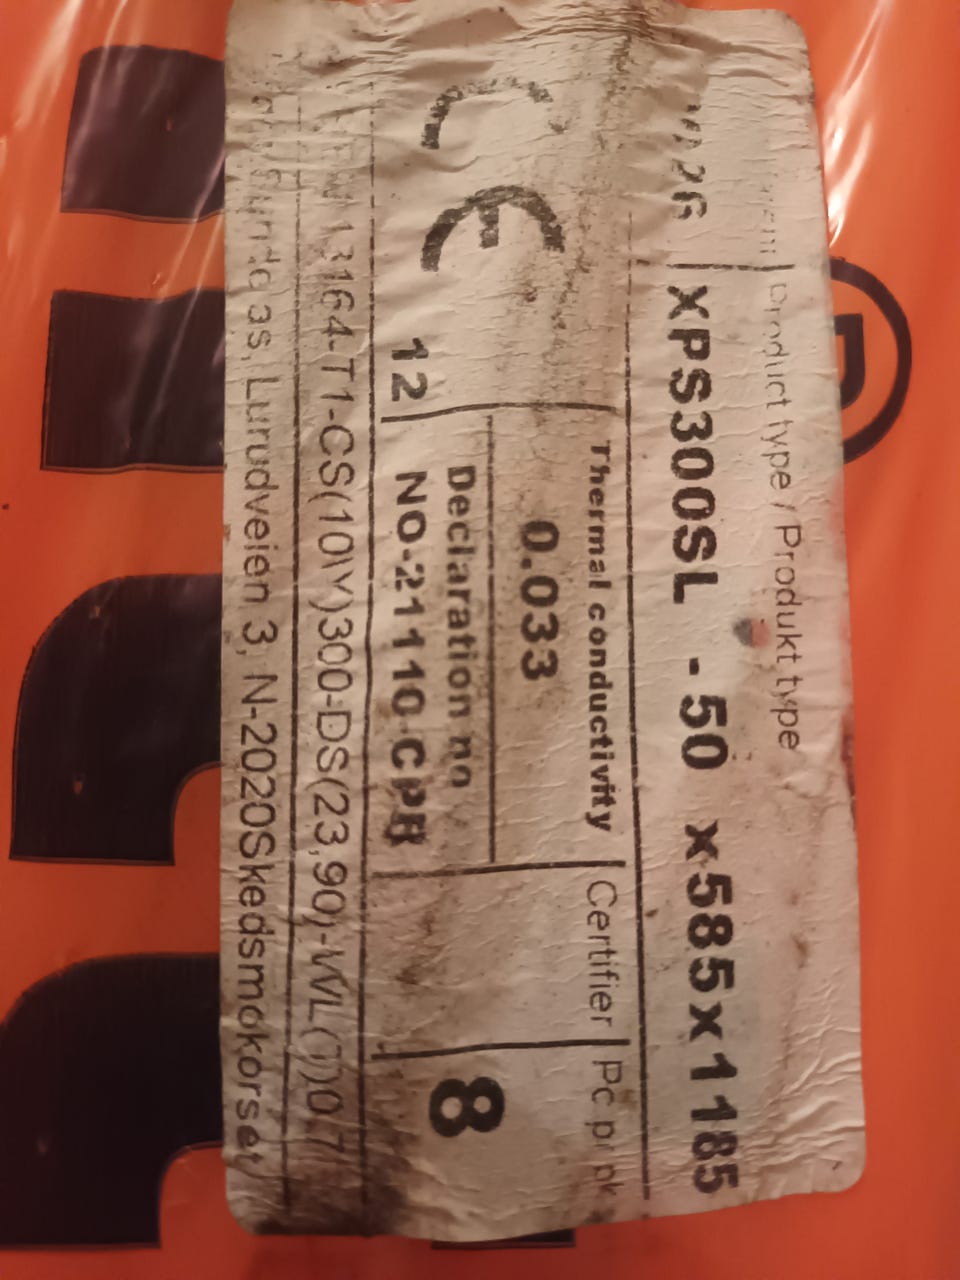 product type / Produkt type
XPS300SL - 50 x585x1185
CE
12
Thermal conductivity
0.033
Declaration no
NO-21110-CPR
Certifier
Pc pr pk
8
13164-T1-CS(10\Y)300-DS(23,90)-WL(T)0,7
as, Lurudveien 3, N-2020Skedsmokorset